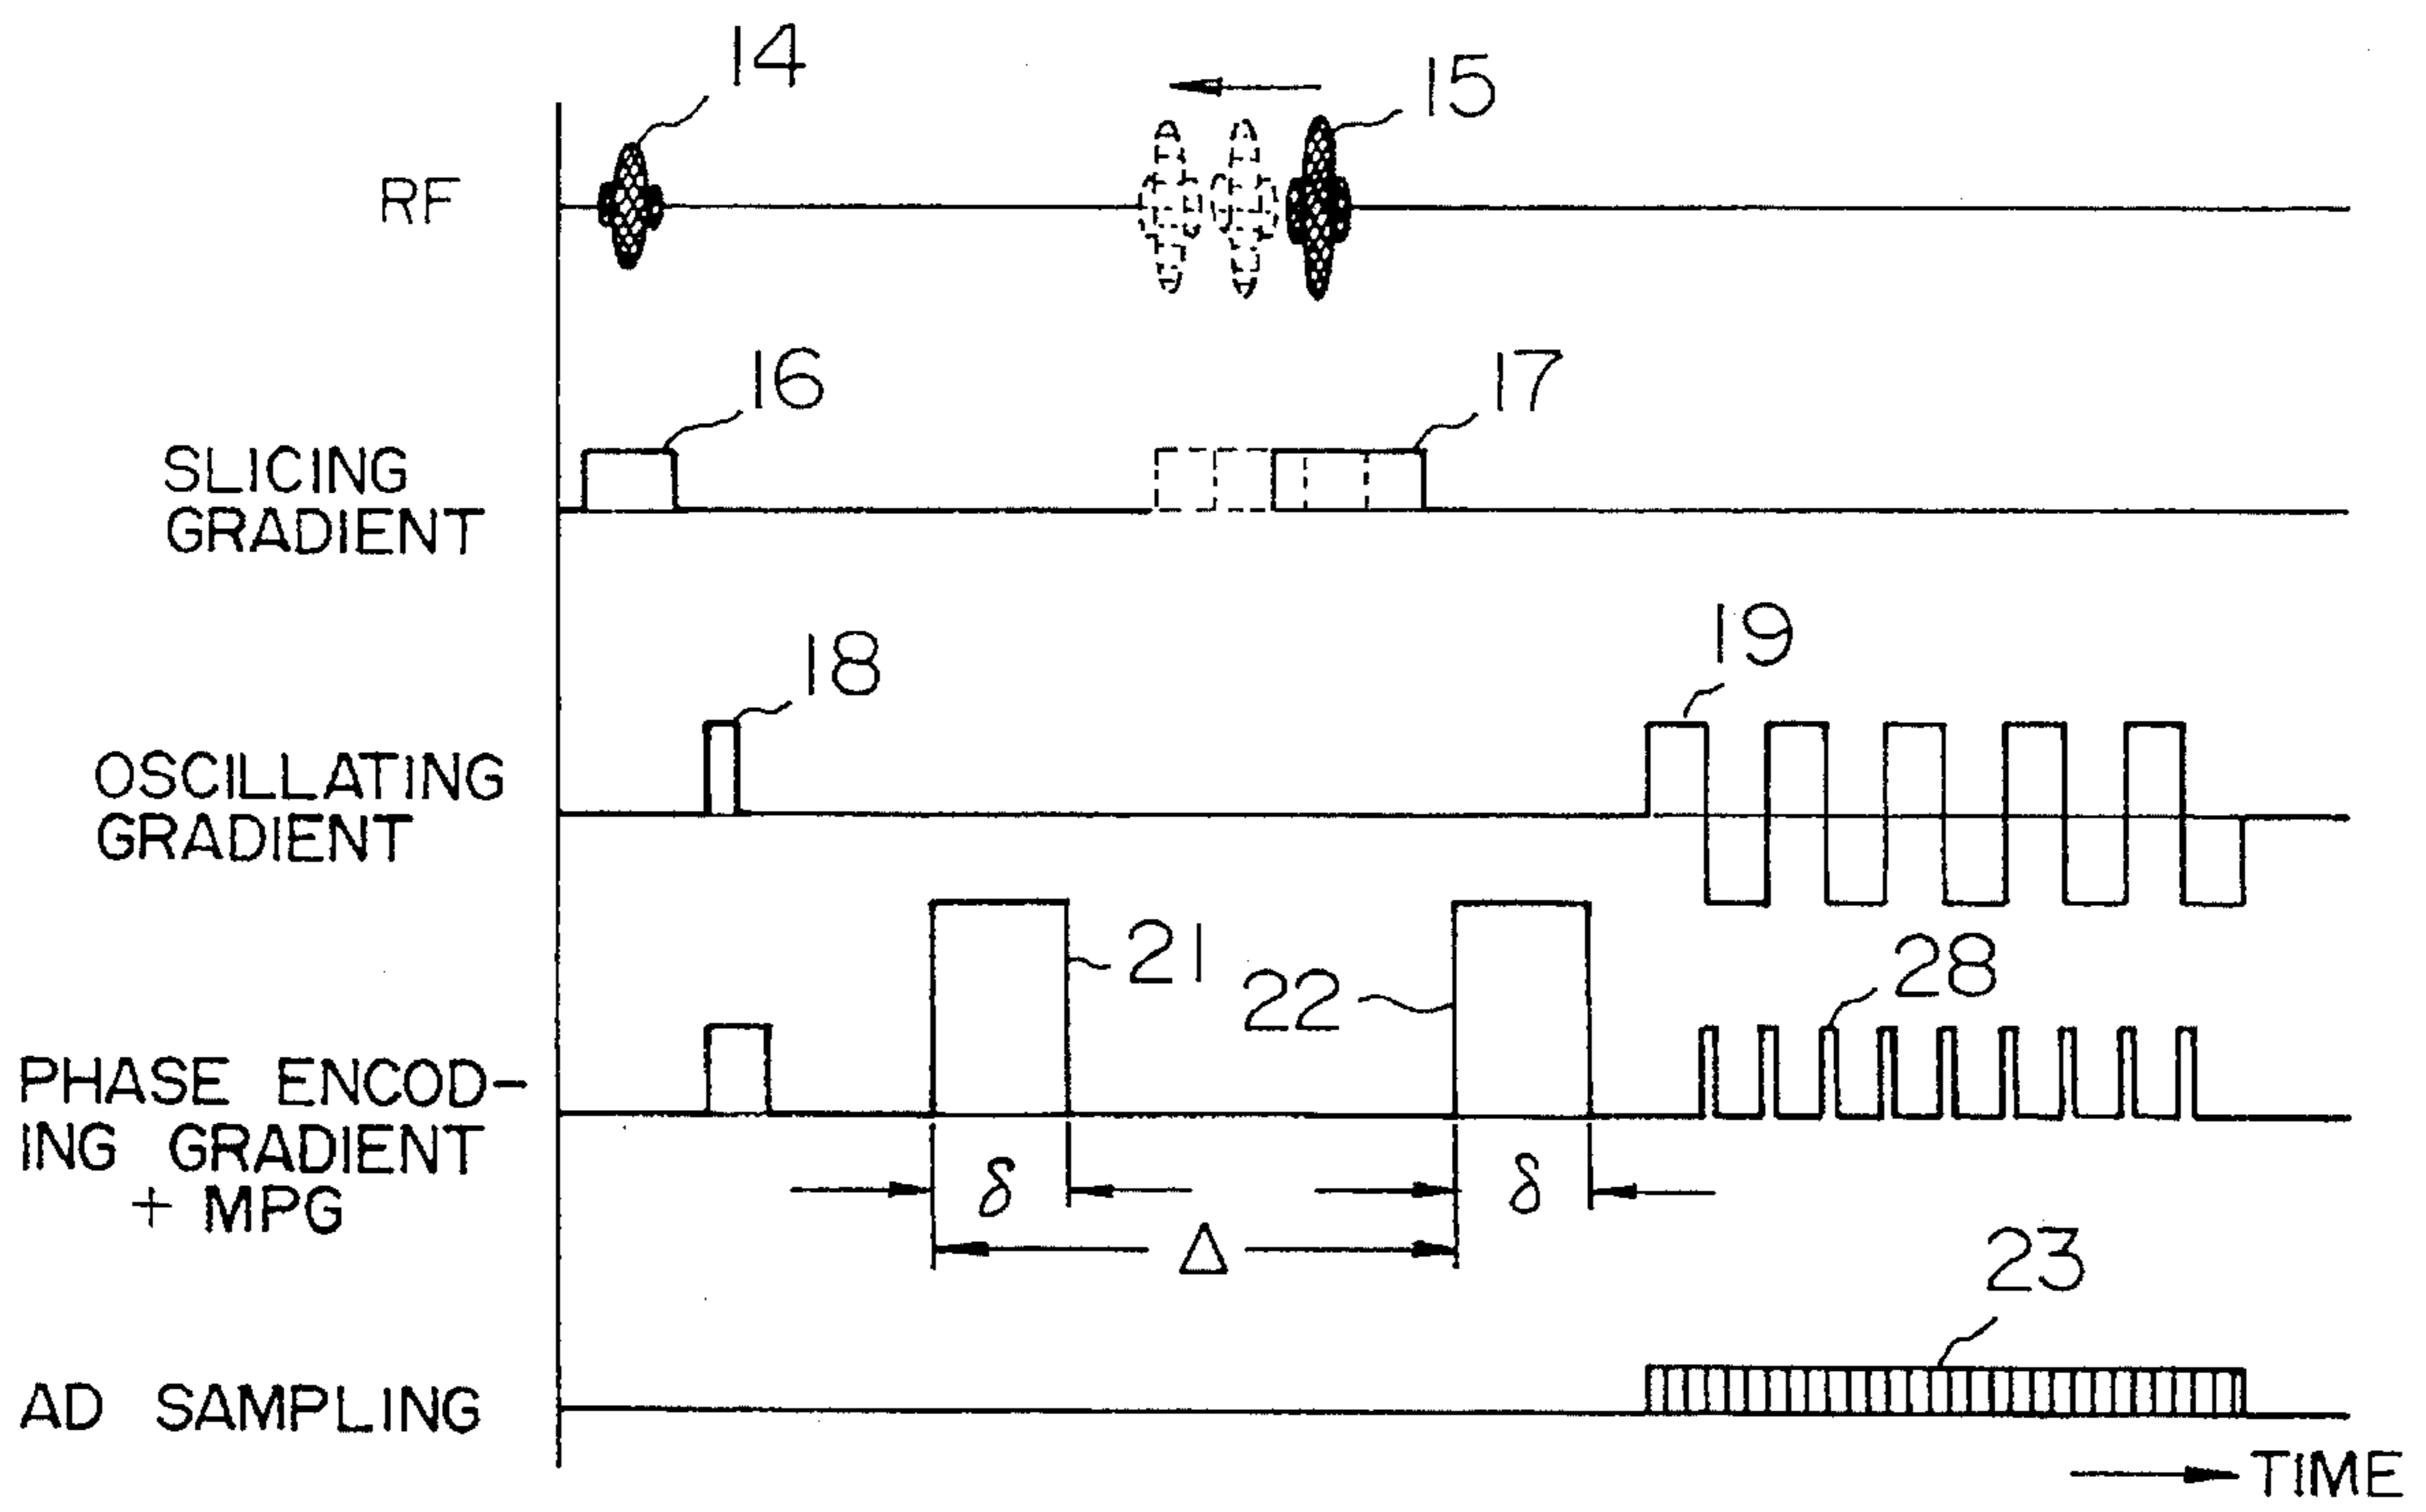 14
15
RF
16
17
SLICING
GRADIENT
18
19
OSCILLATING
GRADIENT
21
22
28
PHASE ENCOD-
ING GRADIENT
+ MPG
δ
δ
Δ
23
AD SAMPLING
TIME